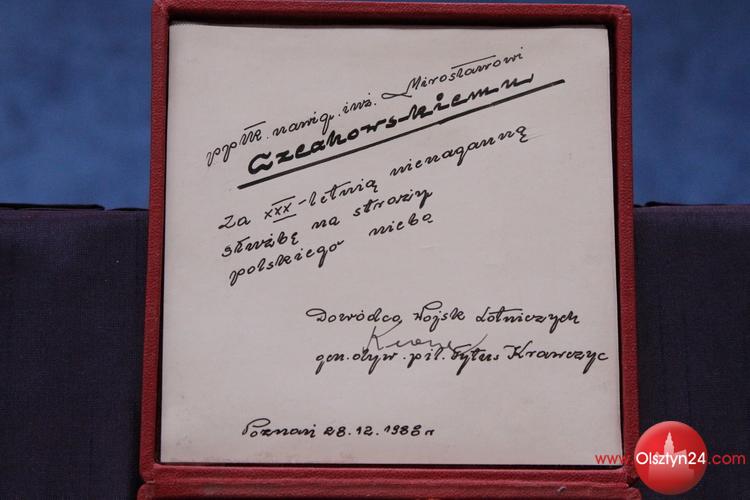 ppłk. nawig. inż. Mirosławowi
Czeakowskiemu
Za XXX-letnią nienaganną
służbę na straży
polskiego nieba
Dowódca Wojsk Lotniczych
gen. dyw. pil. Tytus Krawczyc
Poznań 28.12.1988 r
www.Olsztyn24.com